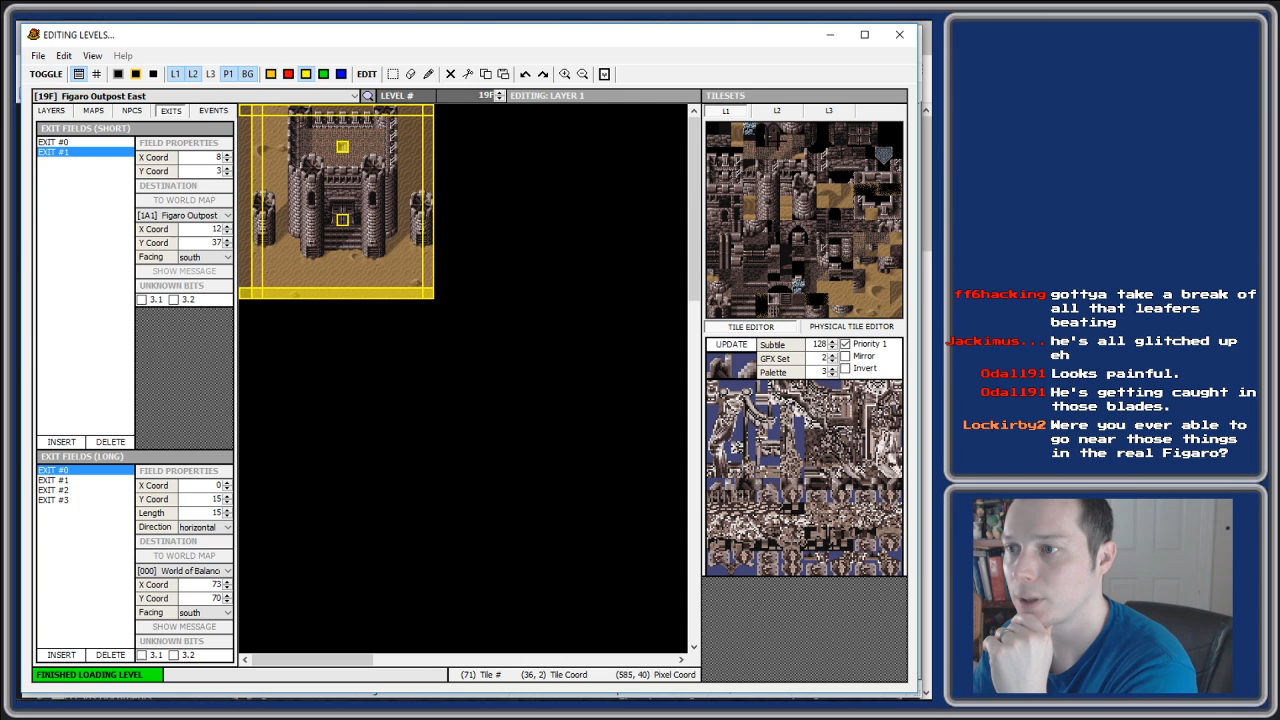 EDITING LEVELS...
File Edit View Help
TOGGLE L1 L2 L3 P1 BG EDIT
[19F] Figaro Outpost East LEVEL # 19F EDITING: LAYER 1 TILESETS
LAYERS MAPS NPCS EXITS EVENTS L1 L2 L3
EXIT FIELDS (SHORT)
EXIT #0
EXIT #1
FIELD PROPERTIES
X Coord 8
Y Coord 3
DESTINATION
TO WORLD MAP
[1A1] Figaro Outpost
X Coord 12
Y Coord 37
Facing south
SHOW MESSAGE
UNKNOWN BITS
3.1 3.2
INSERT DELETE
EXIT FIELDS (LONG)
EXIT #0
EXIT #1
EXIT #2
EXIT #3
FIELD PROPERTIES
X Coord 0
Y Coord 15
Length 15
Direction horizontal
DESTINATION
TO WORLD MAP
[000] World of Balanc
X Coord 73
Y Coord 70
Facing south
SHOW MESSAGE
UNKNOWN BITS
3.1 3.2
INSERT DELETE
FINISHED LOADING LEVEL (71) Tile # (36, 2) Tile Coord (585, 40) Pixel Coord
TILE EDITOR PHYSICAL TILE EDITOR
UPDATE Subtile 128 Priority 1
GFX Set 2 Mirror
Palette 3 Invert
ff6hacking gottya take a break of
all that leafers
beating
Jackimus... he's all glitched up
eh
Odal191 Looks painful.
Odal191 He's getting caught in
those blades.
Lockirby2 Were you ever able to
go near those things
in the real Figaro?